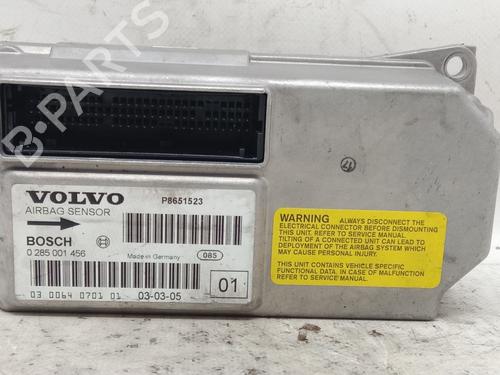 B-PARTS
VOLVO
AIRBAG SENSOR
P8651523
BOSCH
0 285 001 456
Made in Germany
085
01
03 0064 0701 01
03-03-05
WARNING ALWAYS DISCONNECT THE
ELECTRICAL CONNECTOR BEFORE DISMOUNTING
THIS UNIT. REFER TO SERVICE MANUAL.
TILTING OF A CONNECTED UNIT CAN LEAD TO
DEPLOYMENT OF THE AIRBAG SYSTEM WHICH
MAY CAUSE PERSONAL INJURY.
THIS UNIT CONTAINS VEHICLE SPECIFIC
FUNCTIONAL DATA. IN CASE OF MALFUNCTION
REFER TO SERVICE MANUAL.